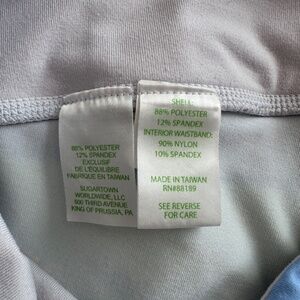 88% POLYESTER
12% SPANDEX
EXCLUSIF
DE L'ÉQUILIBRE
FABRIQUE EN TAIWAN
SUGARTOWN
WORLDWIDE, LLC
800 THIRD AVENUE
KING OF PRUSSIA, PA
SHELL:
88% POLYESTER
12% SPANDEX
INTERIOR WAISTBAND:
90% NYLON
10% SPANDEX
MADE IN TAIWAN
RN#88189
SEE REVERSE
FOR CARE